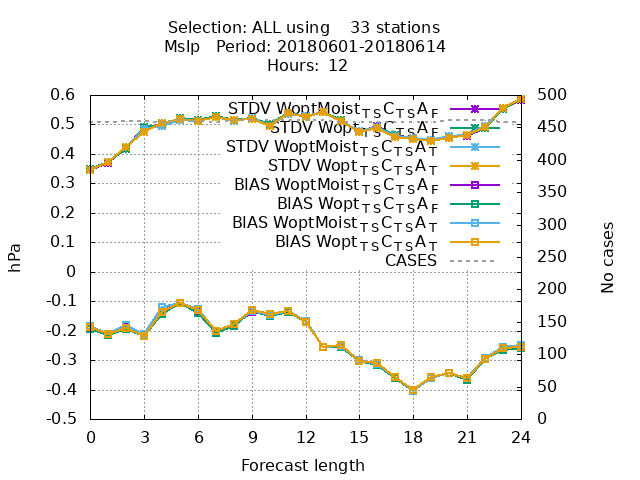 Selection: ALL using 33 stations
Mslp Period: 20180601-20180614
Hours: 12
0.6
0.5
0.4
0.3
0.2
0.1
0
-0.1
-0.2
-0.3
-0.4
-0.5
500
450
400
350
300
250
200
150
100
50
0
hPa
No cases
STDV WoptMoistTSCTSAF
STDV WoptTSCTSAF
STDV WoptMoistTSCTSAT
STDV WoptTSCTSAT
BIAS WoptMoistTSCTSAF
BIAS WoptTSCTSAF
BIAS WoptMoistTSCTSAT
BIAS WoptTSCTSAT
CASES
0 3 6 9 12 15 18 21 24
Forecast length